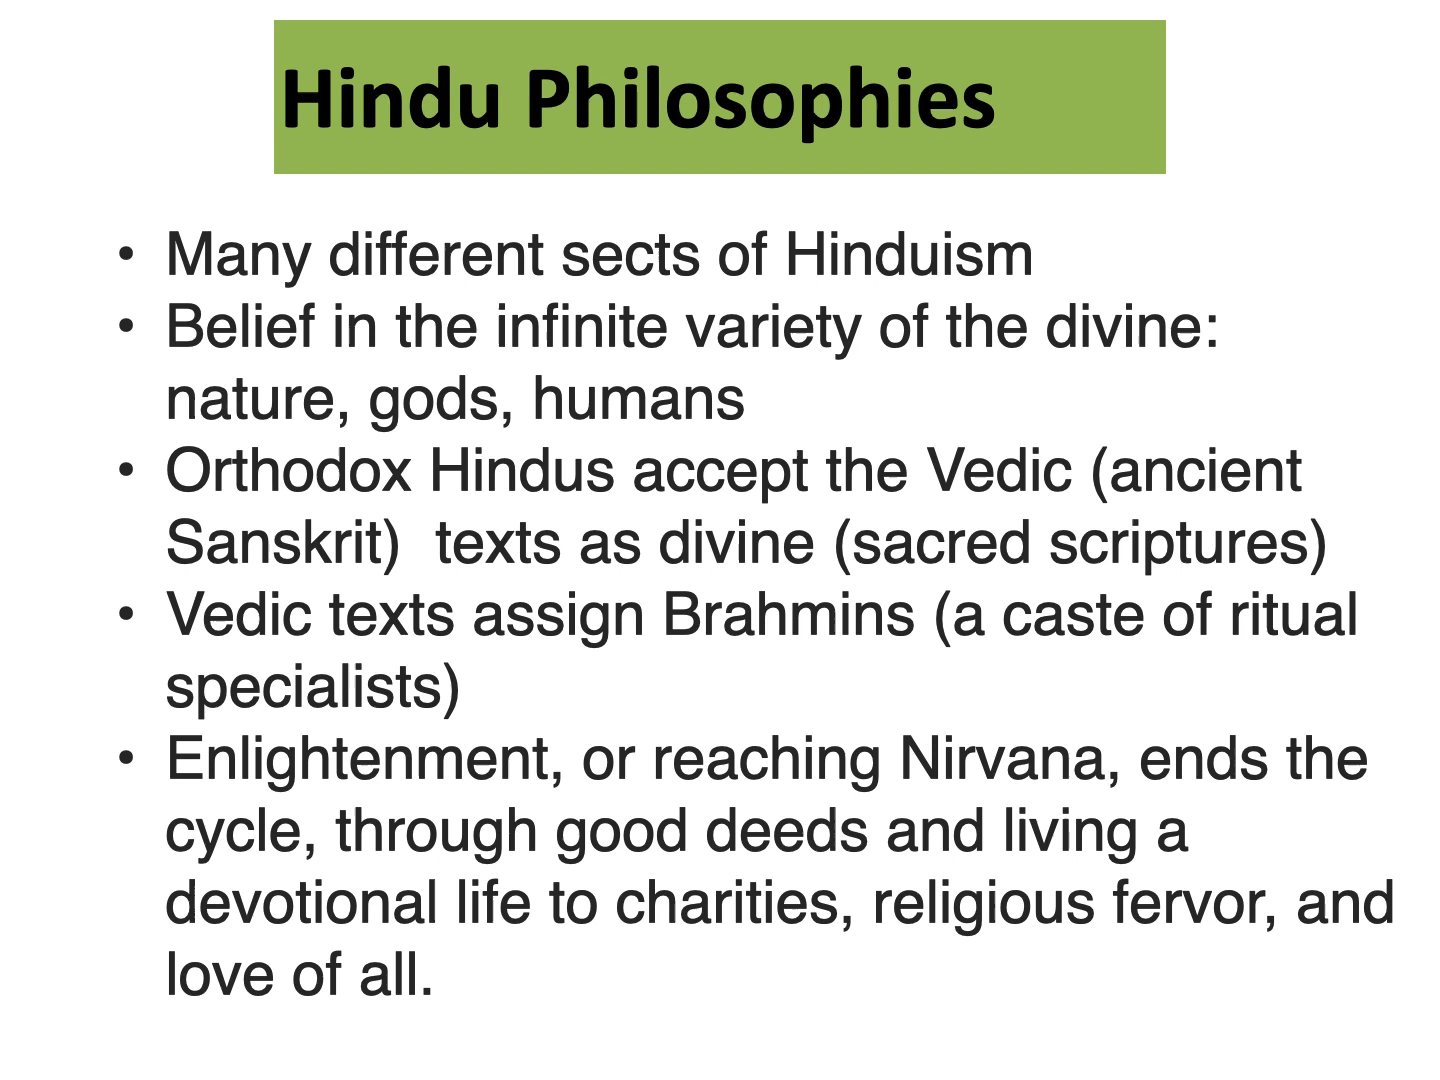 Hindu Philosophies
• Many different sects of Hinduism
• Belief in the infinite variety of the divine:
nature, gods, humans
• Orthodox Hindus accept the Vedic (ancient
Sanskrit)  texts as divine (sacred scriptures)
• Vedic texts assign Brahmins (a caste of ritual
specialists)
• Enlightenment, or reaching Nirvana, ends the
cycle, through good deeds and living a
devotional life to charities, religious fervor, and
love of all.